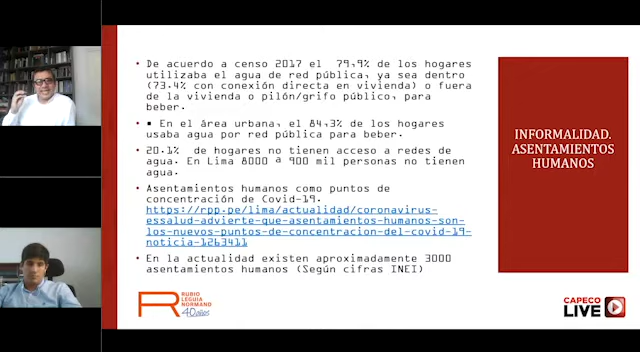 • De acuerdo a censo 2017 el 79,9% de los hogares
utilizaba el agua de red pública, ya sea dentro
(73.4% con conexión directa en vivienda) o fuera
de la vivienda o pilón/grifo público, para
beber.
• ▪ En el área urbana, el 84,3% de los hogares
usaba agua por red pública para beber.
• 20.1% de hogares no tienen acceso a redes de
agua. En Lima 8000 a 900 mil personas no tienen
agua.
• Asentamientos humanos como puntos de
concentración de Covid-19.
https://rpp.pe/lima/actualidad/coronavirus-
essalud-advierte-que-asentamientos-humanos-son-
los-nuevos-puntos-de-concentracion-del-covid-19-
noticia-1263411
• En la actualidad existen aproximadamente 3000
asentamientos humanos (Según cifras INEI)
INFORMALIDAD.
ASENTAMIENTOS
HUMANOS
R RUBIO
LEGUIA
NORMAND
40 años
CAPECO
LIVE